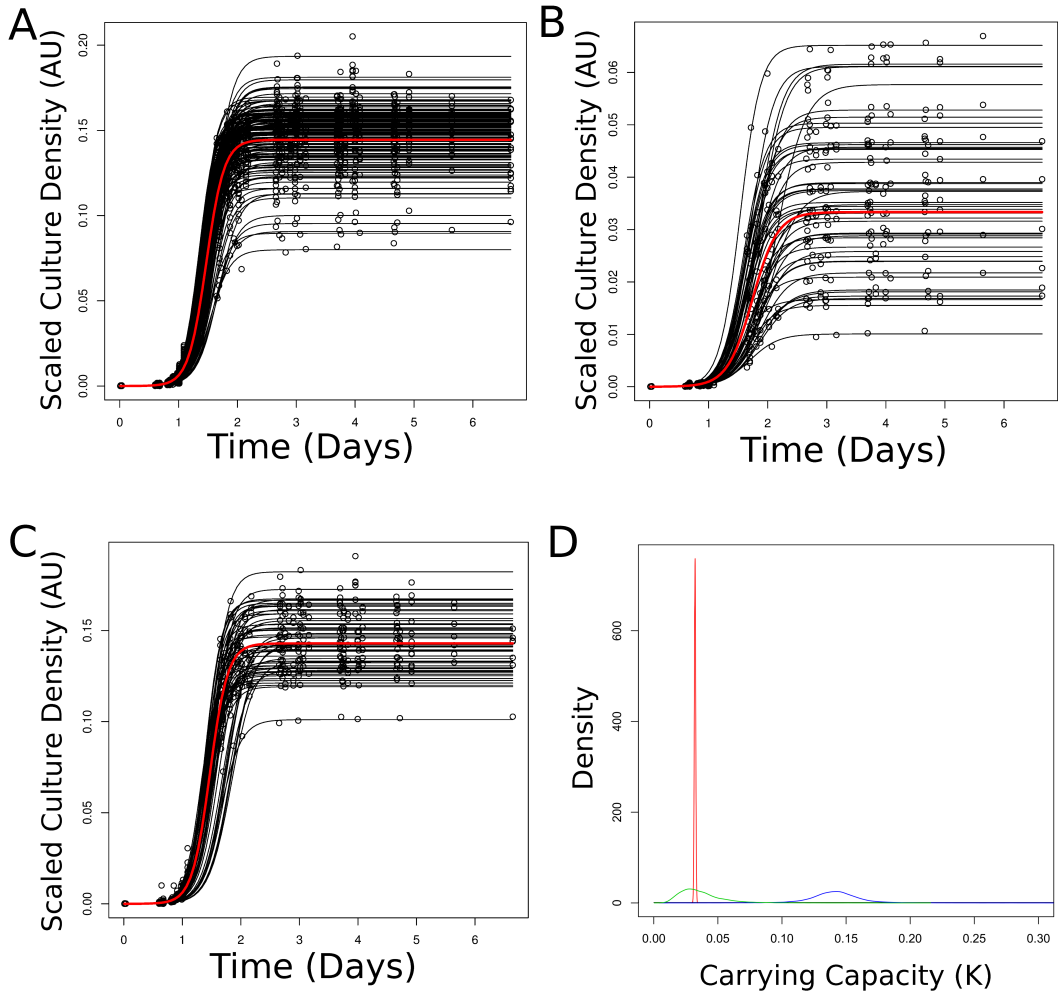 A
Scaled Culture Density (AU)
0.20
0.15
0.10
0.05
0.00
0 1 2 3 4 5 6
Time (Days)
B
Scaled Culture Density (AU)
0.06
0.05
0.04
0.03
0.02
0.01
0.00
0 1 2 3 4 5 6
Time (Days)
C
Scaled Culture Density (AU)
0.15
0.10
0.05
0.00
0 1 2 3 4 5 6
Time (Days)
D
Density
600
400
200
0
0.00 0.05 0.10 0.15 0.20 0.25 0.30
Carrying Capacity (K)